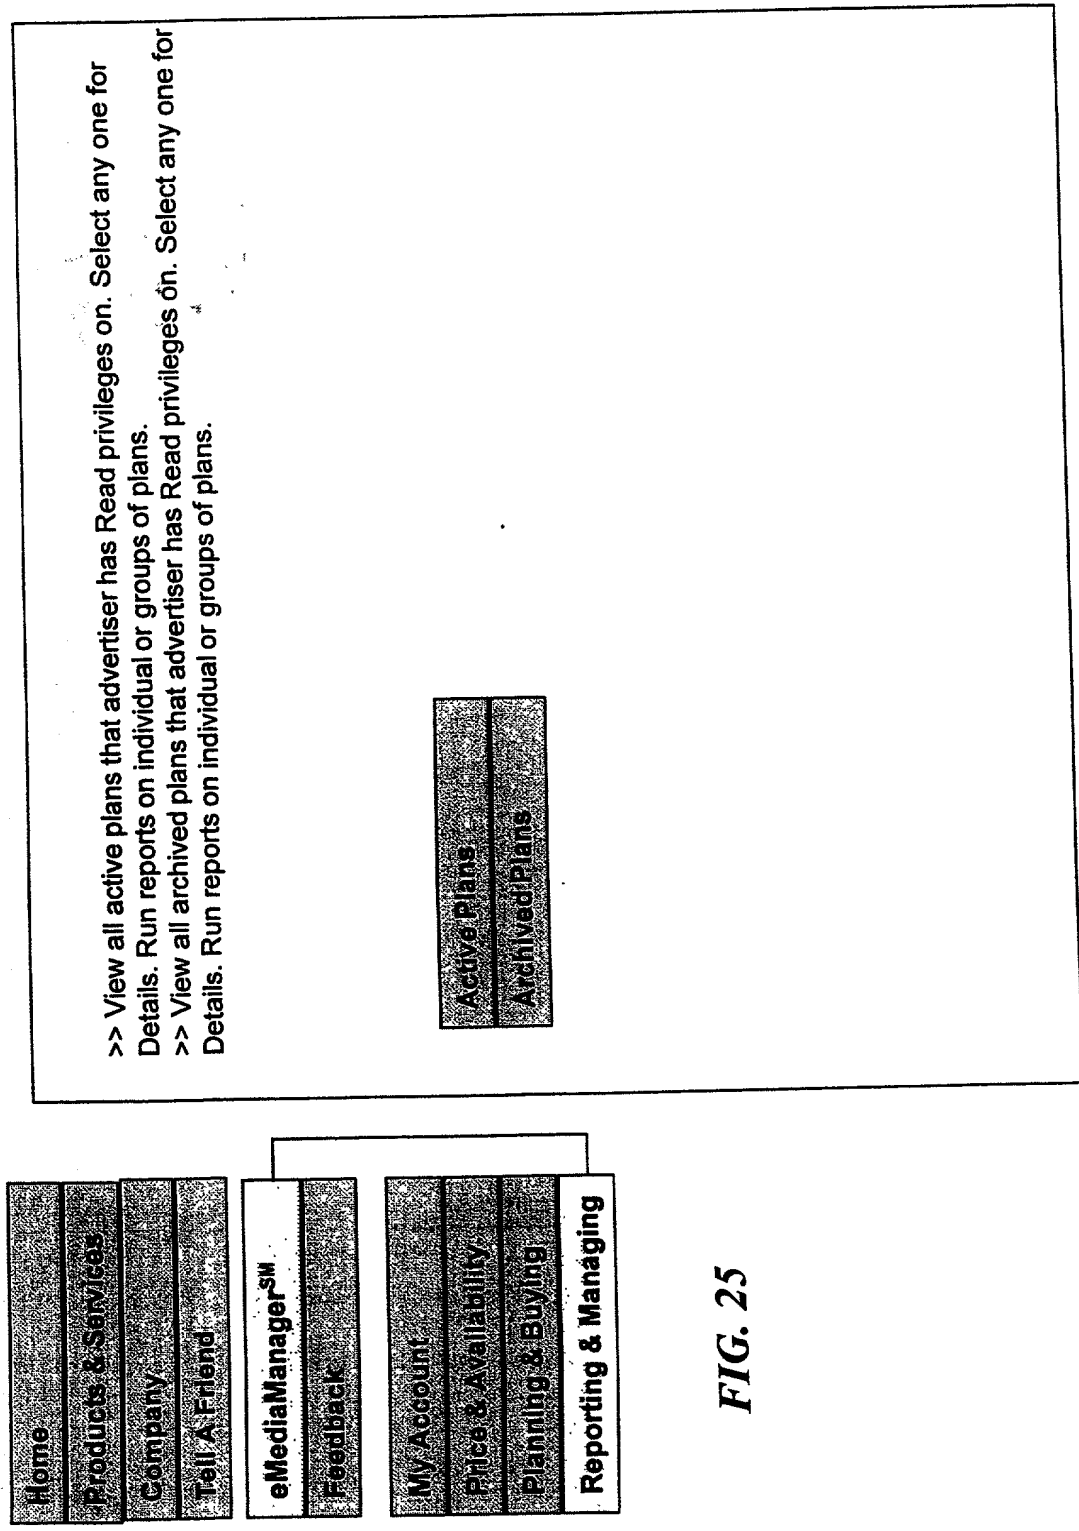 Home
Products & Services
Company
Tell A Friend
eMediaManager℠
Feedback
My Account
Price & Availability
Planning & Buying
Reporting & Managing
>> View all active plans that advertiser has Read privileges on. Select any one for
Details. Run reports on individual or groups of plans.
>> View all archived plans that advertiser has Read privileges on. Select any one for
Details. Run reports on individual or groups of plans.
Active Plans
Archived Plans
FIG. 25